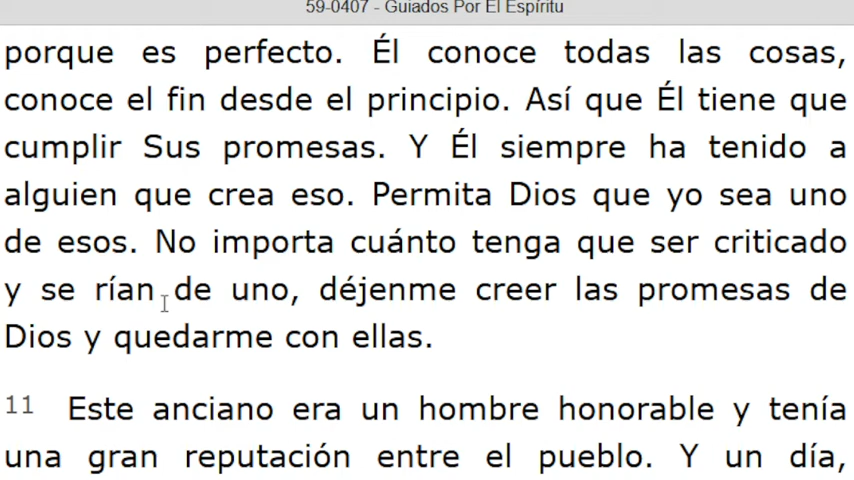 59-0407 - Guiados Por El Espíritu
porque es perfecto. Él conoce todas las cosas,
conoce el fin desde el principio. Así que Él tiene que
cumplir Sus promesas. Y Él siempre ha tenido a
alguien que crea eso. Permita Dios que yo sea uno
de esos. No importa cuánto tenga que ser criticado
y se rían de uno, déjenme creer las promesas de
Dios y quedarme con ellas.
11 Este anciano era un hombre honorable y tenía
una gran reputación entre el pueblo. Y un día,